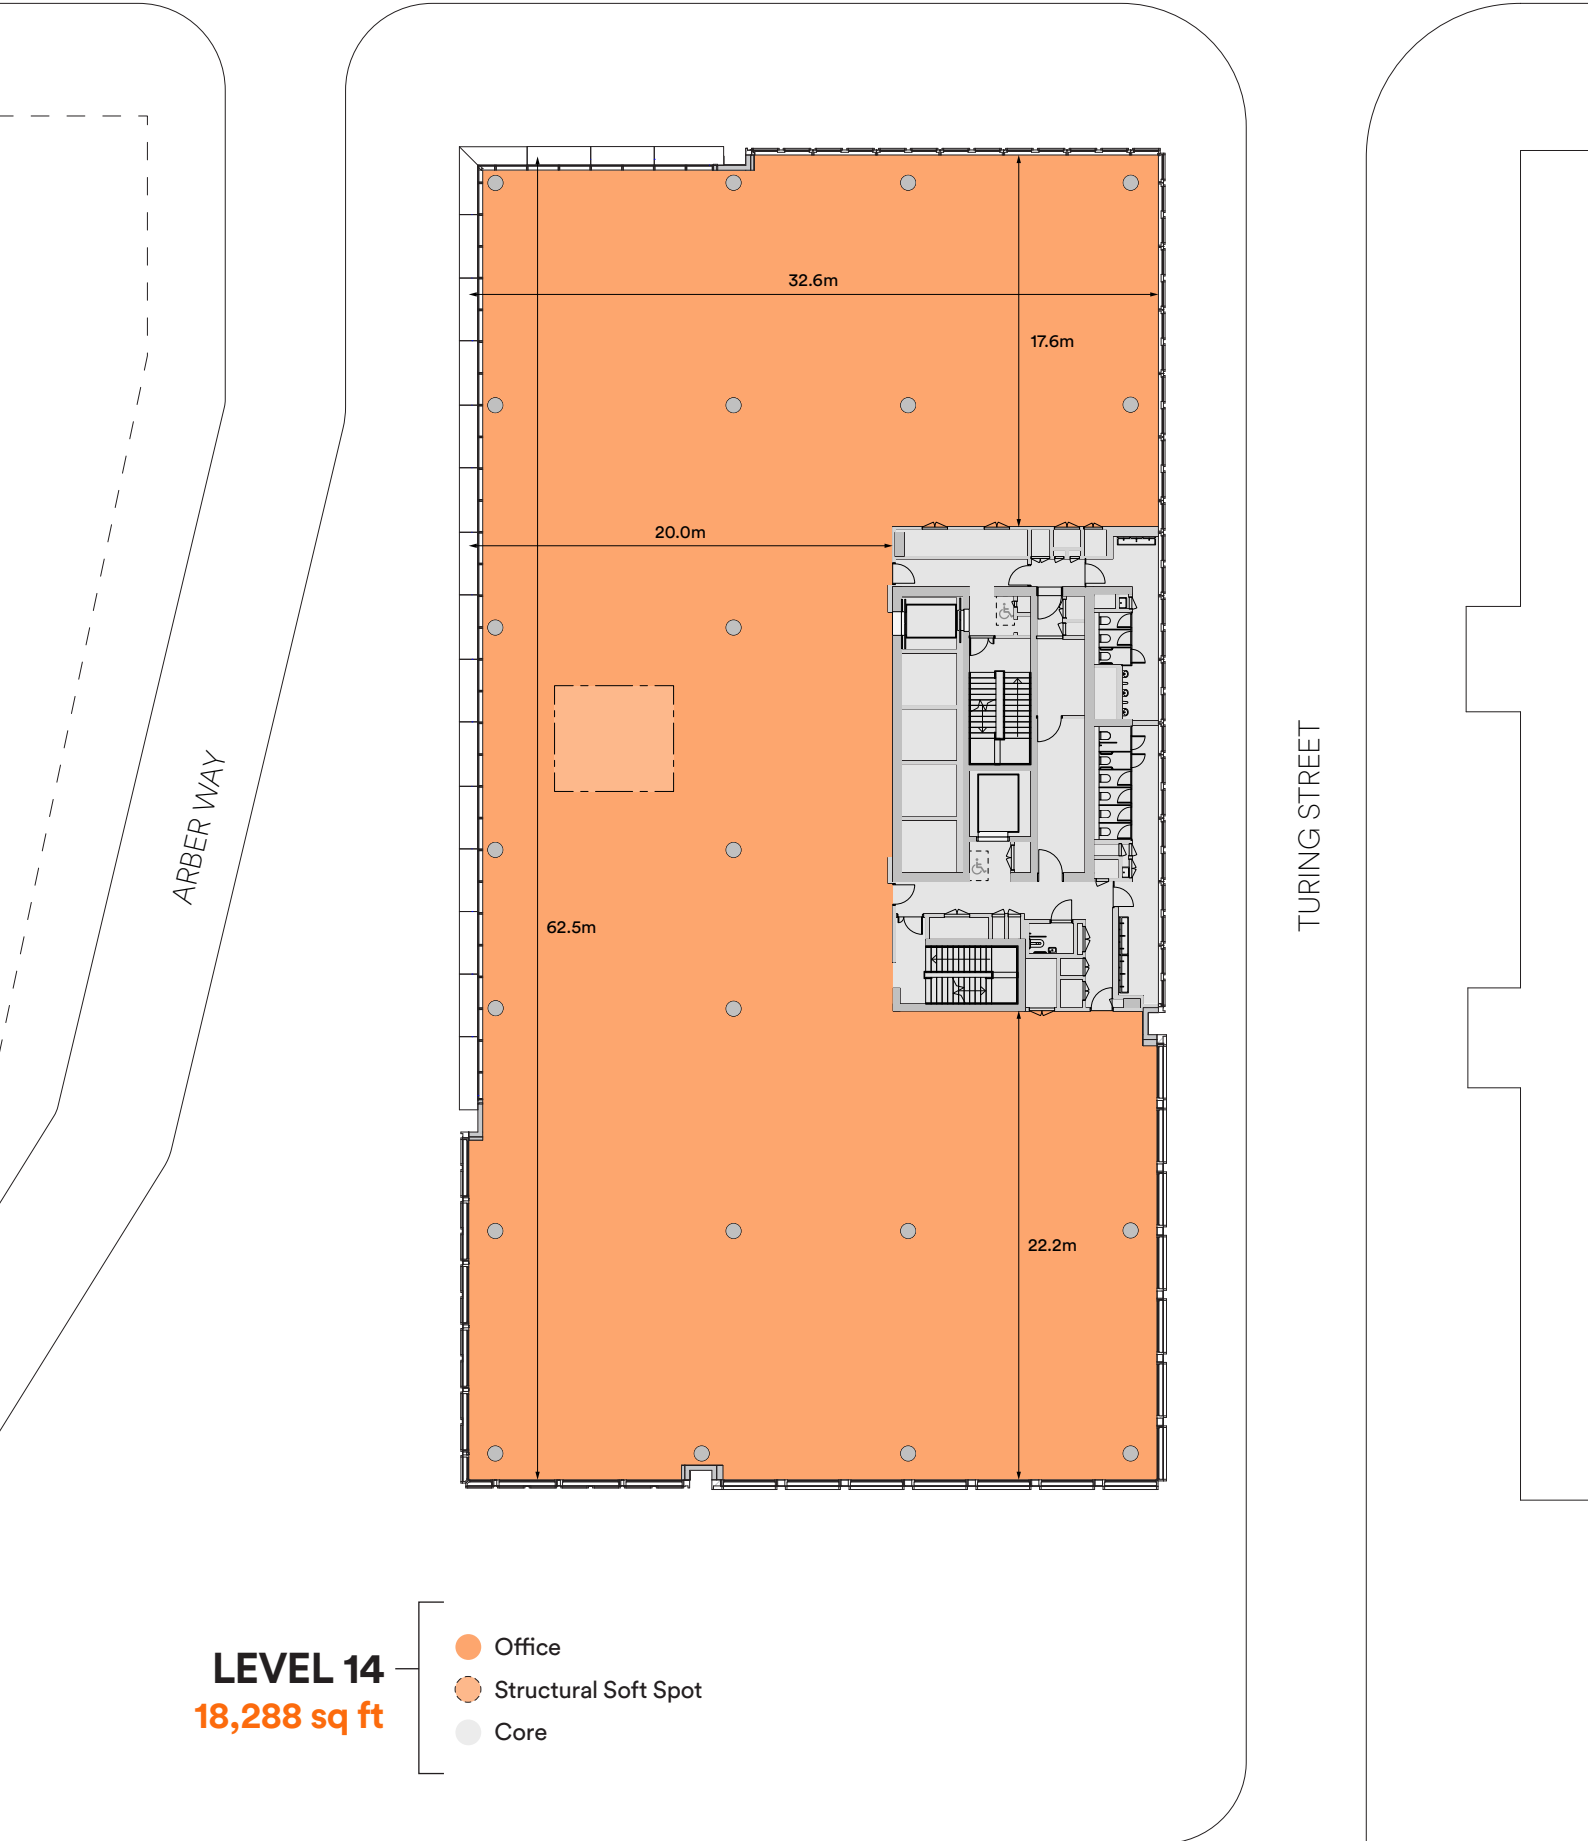 32.6m
17.6m
20.0m
ARBER WAY
TURING STREET
62.5m
22.2m
LEVEL 14
18,288 sq ft
Office
Structural Soft Spot
Core